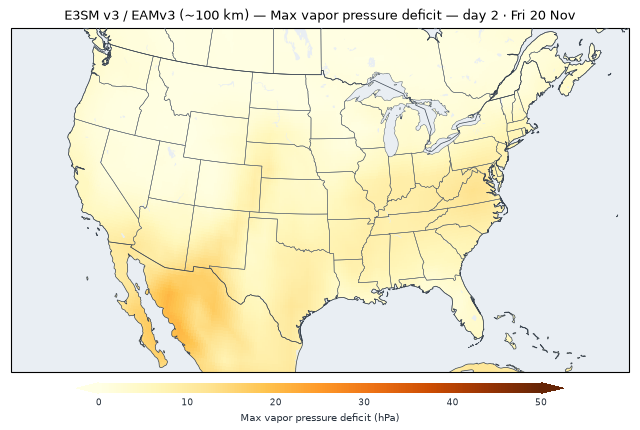 E3SM v3 / EAMv3 (~100 km) — Max vapor pressure deficit — day 2 · Fri 20 Nov
0 10 20 30 40 50
Max vapor pressure deficit (hPa)